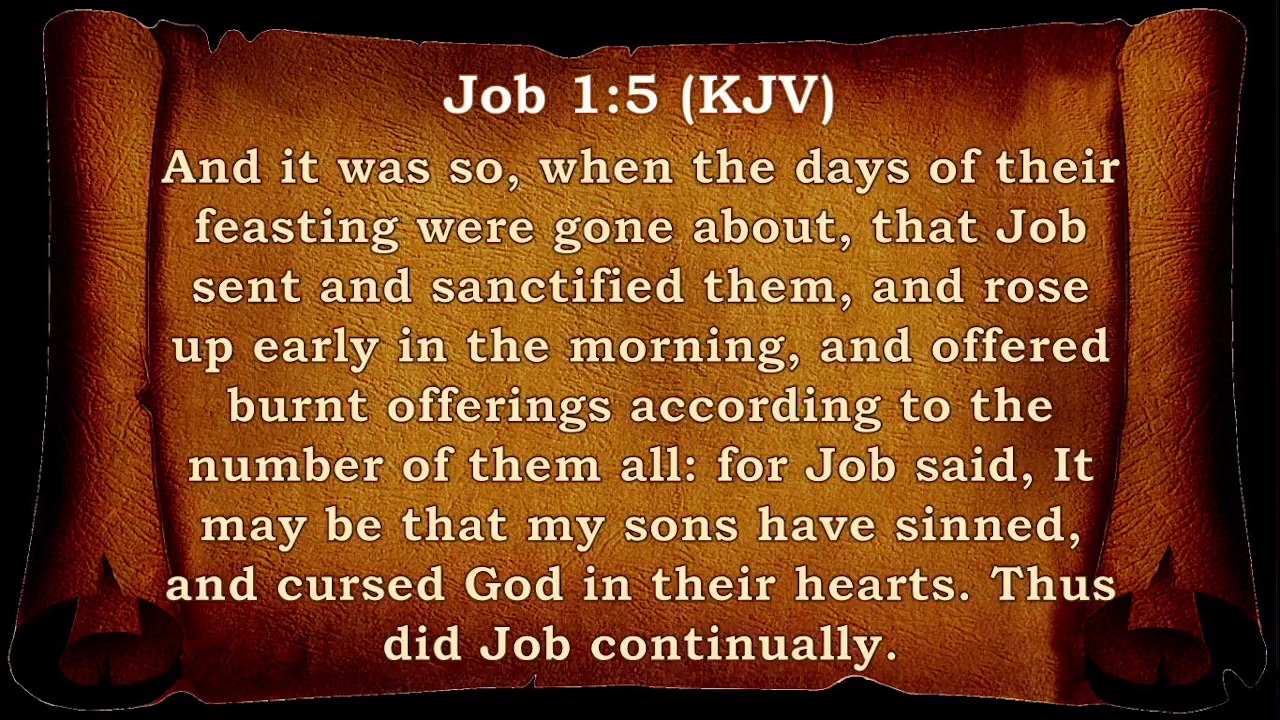 Job 1:5 (KJV)
And it was so, when the days of their
feasting were gone about, that Job
sent and sanctified them, and rose
up early in the morning, and offered
burnt offerings according to the
number of them all: for Job said, It
may be that my sons have sinned,
and cursed God in their hearts. Thus
did Job continually.